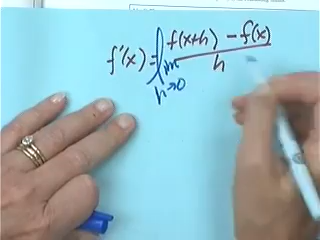 f'(x) = lim h→0 f(x+h) - f(x) / h